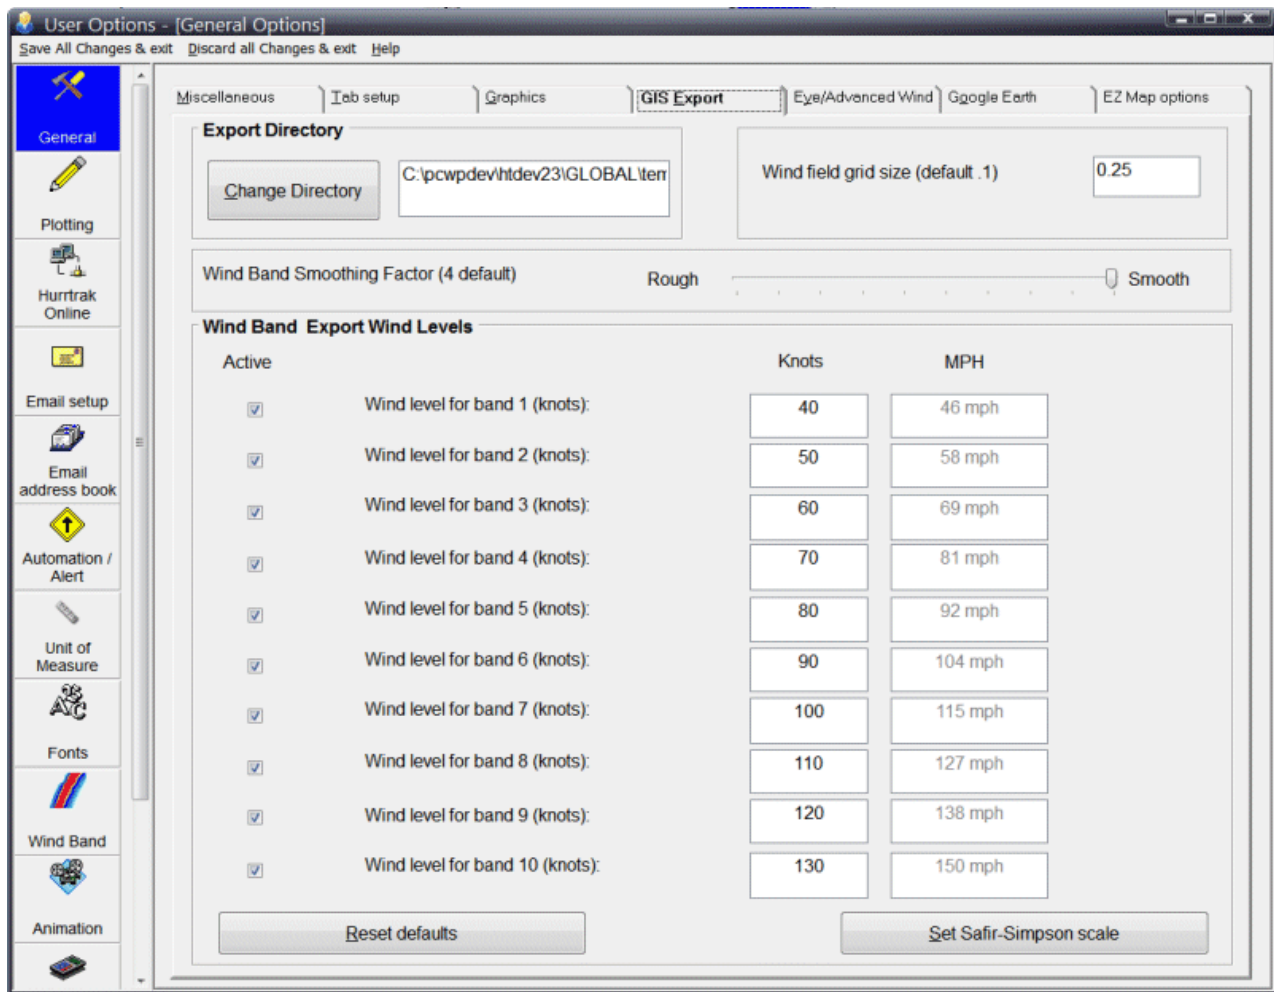 User Options - [General Options]
Save All Changes & exit Discard all Changes & exit Help
General
Plotting
Hurrtrak
Online
Email setup
Email
address book
Automation /
Alert
Unit of
Measure
Fonts
Wind Band
Animation
Miscellaneous Tab setup Graphics GIS Export Eye/Advanced Wind Google Earth EZ Map options
Export Directory
Change Directory
C:\pcwpdev\htdev23\GLOBAL\tem
Wind field grid size (default .1)
0.25
Wind Band Smoothing Factor (4 default)
Rough
Smooth
Wind Band Export Wind Levels
Active Knots MPH
Wind level for band 1 (knots): 40 46 mph
Wind level for band 2 (knots): 50 58 mph
Wind level for band 3 (knots): 60 69 mph
Wind level for band 4 (knots): 70 81 mph
Wind level for band 5 (knots): 80 92 mph
Wind level for band 6 (knots): 90 104 mph
Wind level for band 7 (knots): 100 115 mph
Wind level for band 8 (knots): 110 127 mph
Wind level for band 9 (knots): 120 138 mph
Wind level for band 10 (knots): 130 150 mph
Reset defaults
Set Safir-Simpson scale